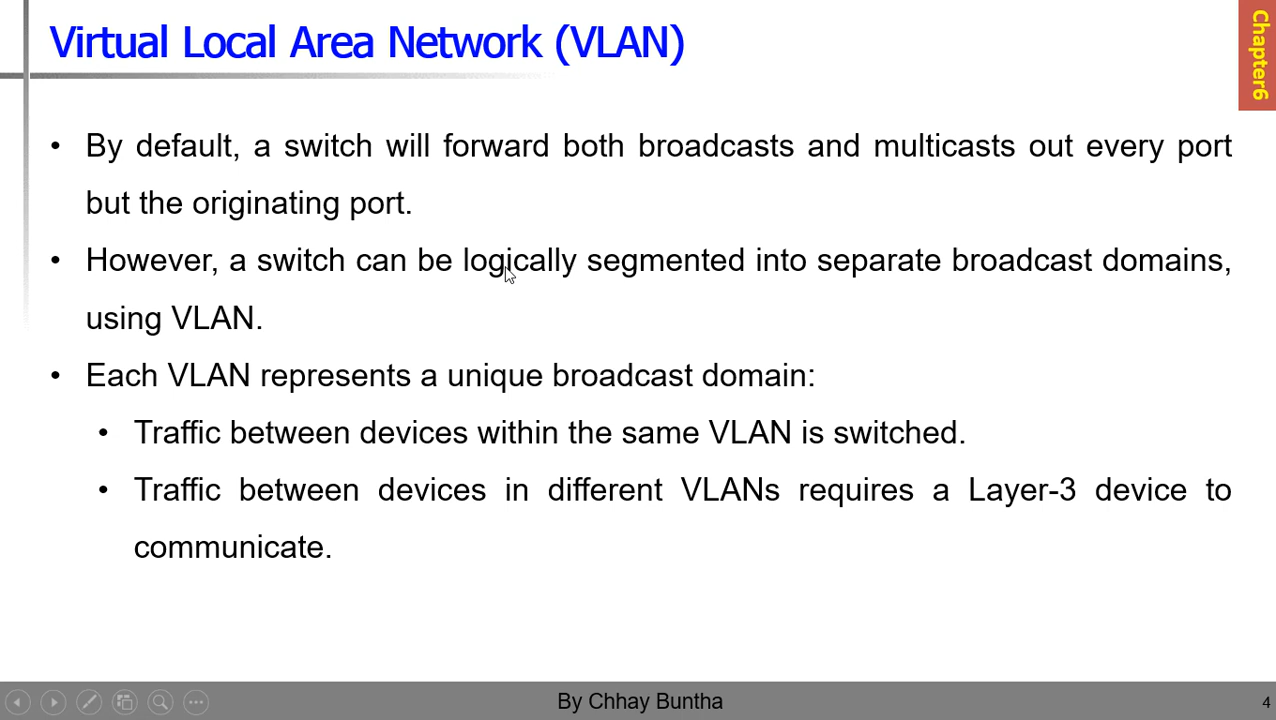 Virtual Local Area Network (VLAN)
Chapter6
• By default, a switch will forward both broadcasts and multicasts out every port
but the originating port.
• However, a switch can be logically segmented into separate broadcast domains,
using VLAN.
• Each VLAN represents a unique broadcast domain:
• Traffic between devices within the same VLAN is switched.
• Traffic between devices in different VLANs requires a Layer-3 device to
communicate.
By Chhay Buntha
4